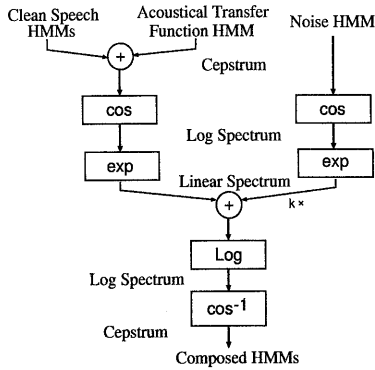 Clean Speech
HMMs
Acoustical Transfer
Function HMM
Noise HMM
+
Cepstrum
cos
cos
Log Spectrum
exp
exp
Linear Spectrum
+
k ×
Log
Log Spectrum
cos-1
Cepstrum
Composed HMMs